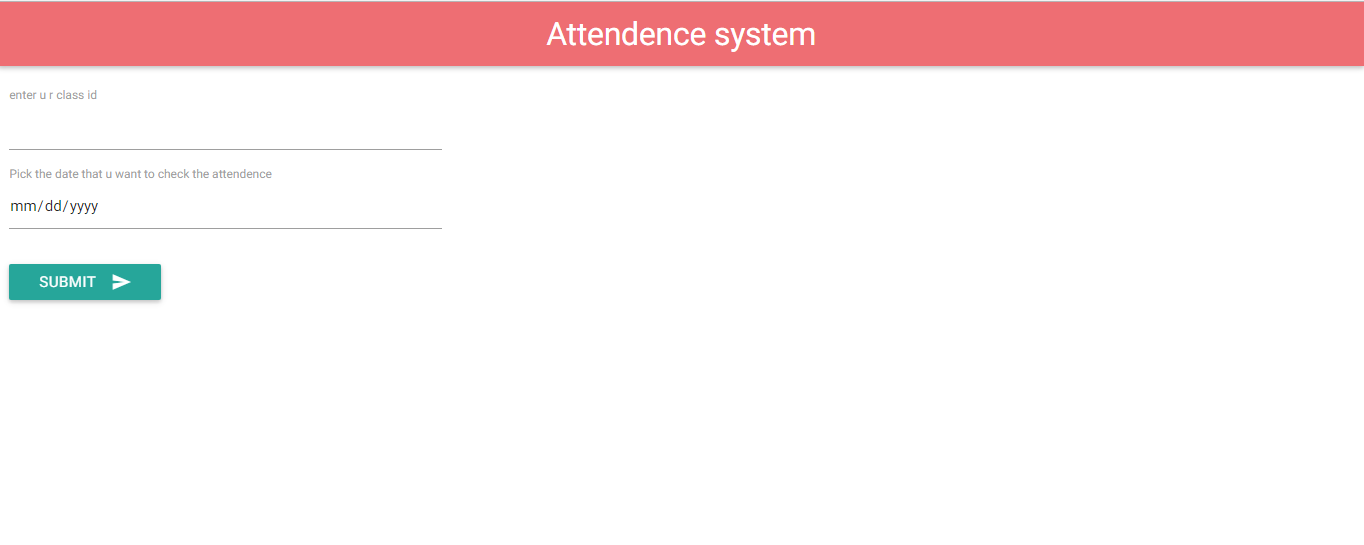 Attendence system
enter u r class id
Pick the date that u want to check the attendence
mm/dd/yyyy
SUBMIT